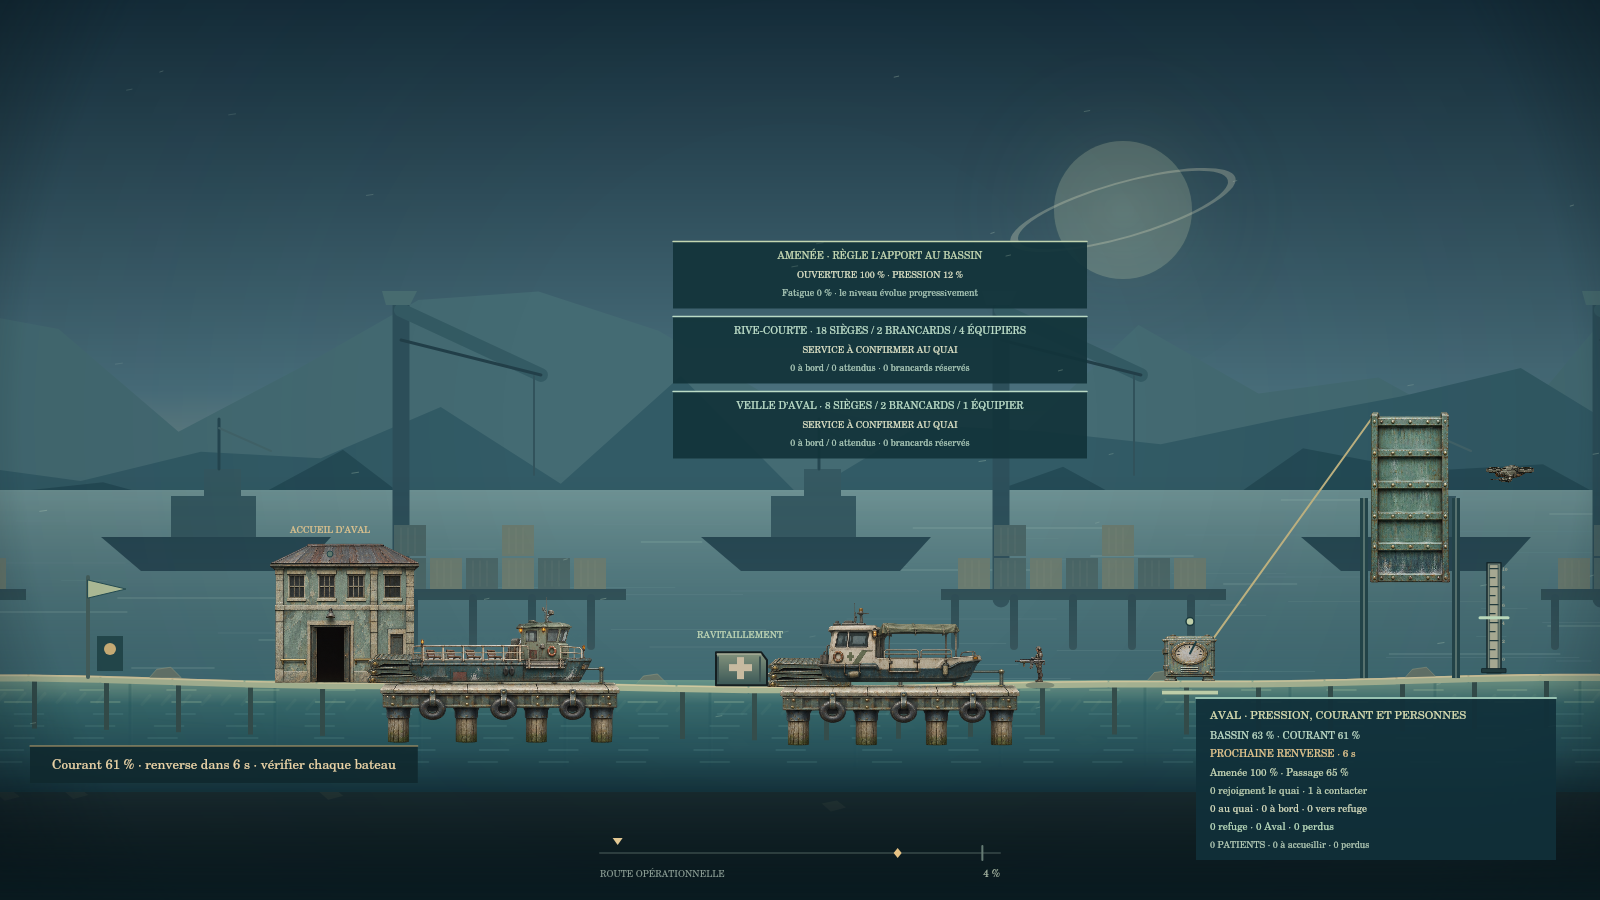 AMENÉE · RÈGLE L'APPORT AU BASSIN
OUVERTURE 100 % · PRESSION 12 %
Fatigue 0 % · le niveau évolue progressivement
RIVE-COURTE · 18 SIÈGES / 2 BRANCARDS / 4 ÉQUIPIERS
SERVICE À CONFIRMER AU QUAI
0 à bord / 0 attendus · 0 brancards réservés
VEILLE D'AVAL · 8 SIÈGES / 2 BRANCARDS / 1 ÉQUIPIER
SERVICE À CONFIRMER AU QUAI
0 à bord / 0 attendus · 0 brancards réservés
ACCUEIL D'AVAL
RAVITAILLEMENT
AVAL · PRESSION, COURANT ET PERSONNES
BASSIN 63 % · COURANT 61 %
PROCHAINE RENVERSE · 6 s
Amenée 100 % · Passage 65 %
0 rejoignent le quai · 1 à contacter
0 au quai · 0 à bord · 0 vers refuge
0 refuge · 0 Aval · 0 perdus
0 PATIENTS · 0 à accueillir · 0 perdus
Courant 61 % · renverse dans 6 s · vérifier chaque bateau
ROUTE OPÉRATIONNELLE
4 %